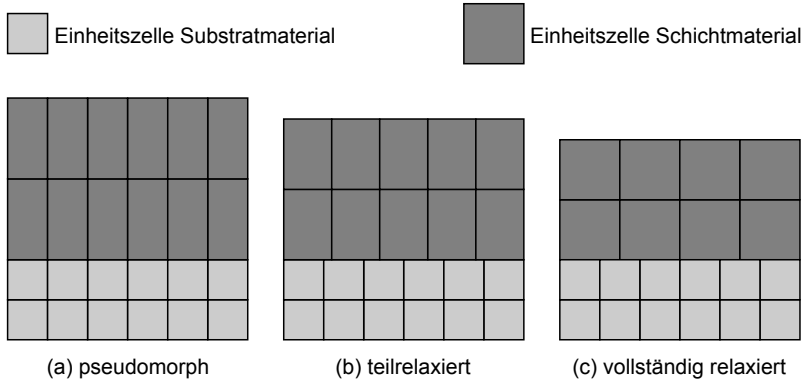 Einheitszelle Substratmaterial
Einheitszelle Schichtmaterial
(a) pseudomorph
(b) teilrelaxiert
(c) vollständig relaxiert